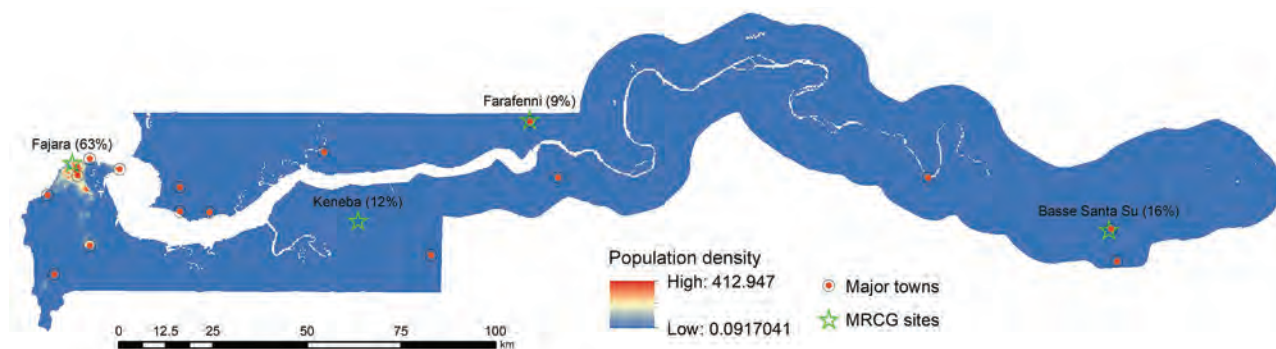 Farafenni (9%)
Fajara (63%)
Keneba (12%)
Basse Santa Su (16%)
Population density
High: 412.947
Low: 0.0917041
Major towns
MRCG sites
0 12.5 25 50 75 100
km